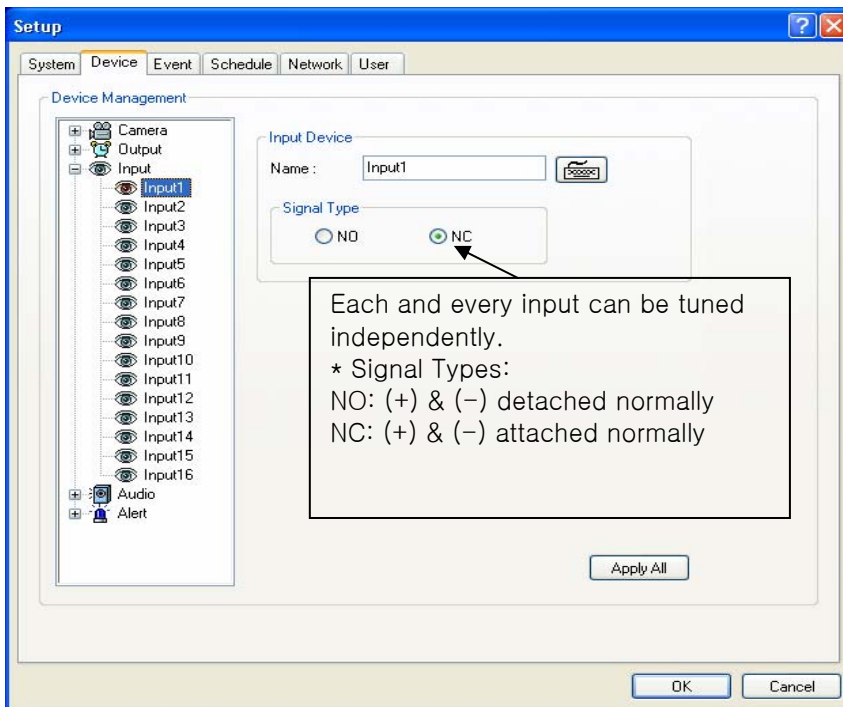 Setup
System Device Event Schedule Network User
Device Management
Camera
Output
Input
Input1
Input2
Input3
Input4
Input5
Input6
Input7
Input8
Input9
Input10
Input11
Input12
Input13
Input14
Input15
Input16
Audio
Alert
Input Device
Name : Input1
Signal Type
NO NC
Each and every input can be tuned
independently.
* Signal Types:
NO: (+) & (-) detached normally
NC: (+) & (-) attached normally
Apply All
OK Cancel